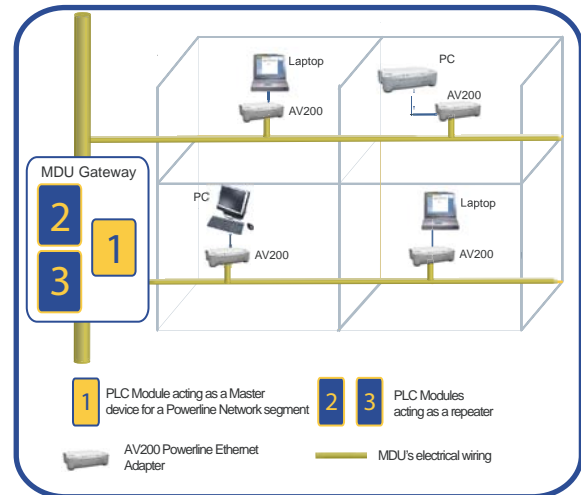 Laptop
PC
AV200
AV200
MDU Gateway
2
1
3
PC
Laptop
AV200
AV200
1
PLC Module acting as a Master
device for a Powerline Network segment
2
3
PLC Modules
acting as a repeater
AV200 Powerline Ethernet
Adapter
MDU's electrical wiring